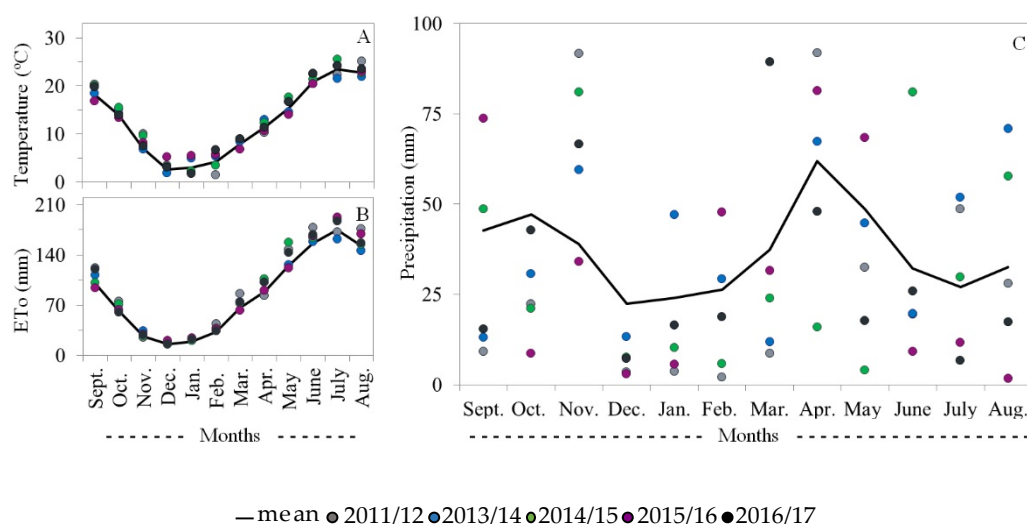 A
Temperature (ºC)
30
20
10
0
B
ETo (mm)
210
140
70
0
Sept. Oct. Nov. Dec. Jan. Feb. Mar. Apr. May June July Aug.
Months
C
Precipitation (mm)
100
75
50
25
0
Sept. Oct. Nov. Dec. Jan. Feb. Mar. Apr. May June July Aug.
Months
mean 2011/12 2013/14 2014/15 2015/16 2016/17